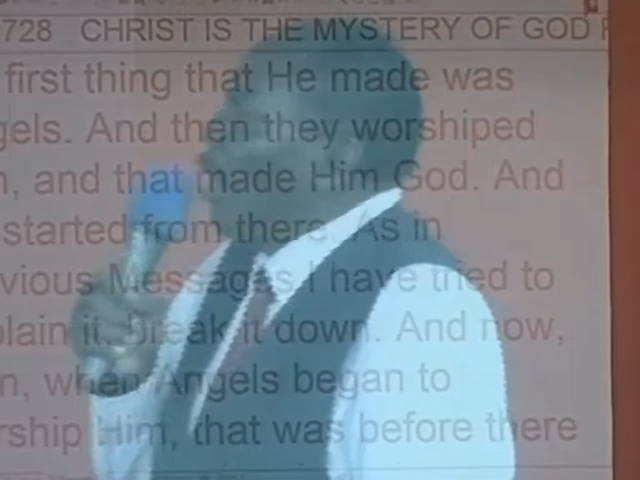 728 CHRIST IS THE MYSTERY OF GOD
first thing that He made was
gels. And then they worshiped
, and that made Him God. And
started from there. As in
vious Messages I have tried to
lain it, break it down. And now,
n, when Angels began to
rship Him, that was before there